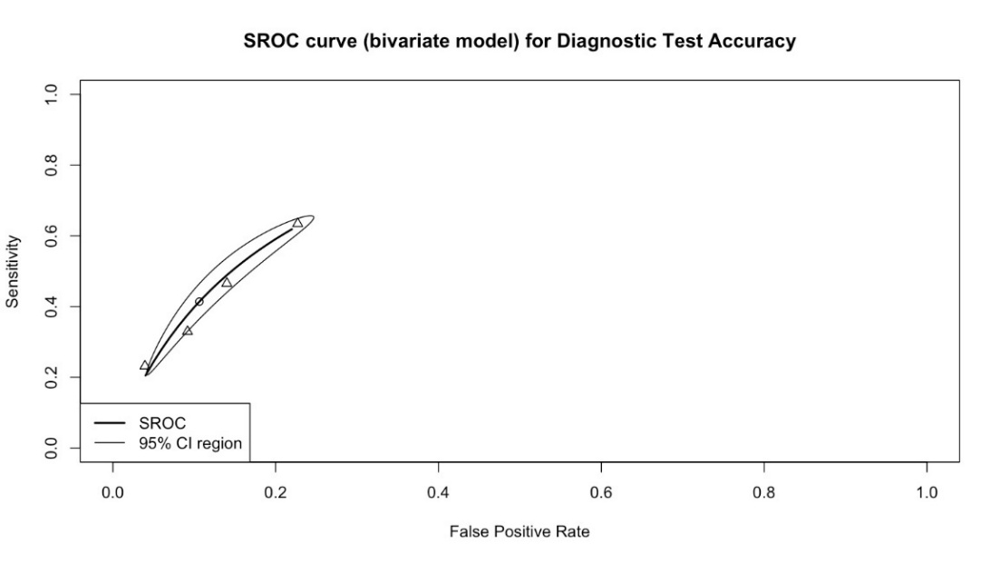 SROC curve (bivariate model) for Diagnostic Test Accuracy
Sensitivity
1.0
0.8
0.6
0.4
0.2
0.0
SROC
95% CI region
0.0 0.2 0.4 0.6 0.8 1.0
False Positive Rate